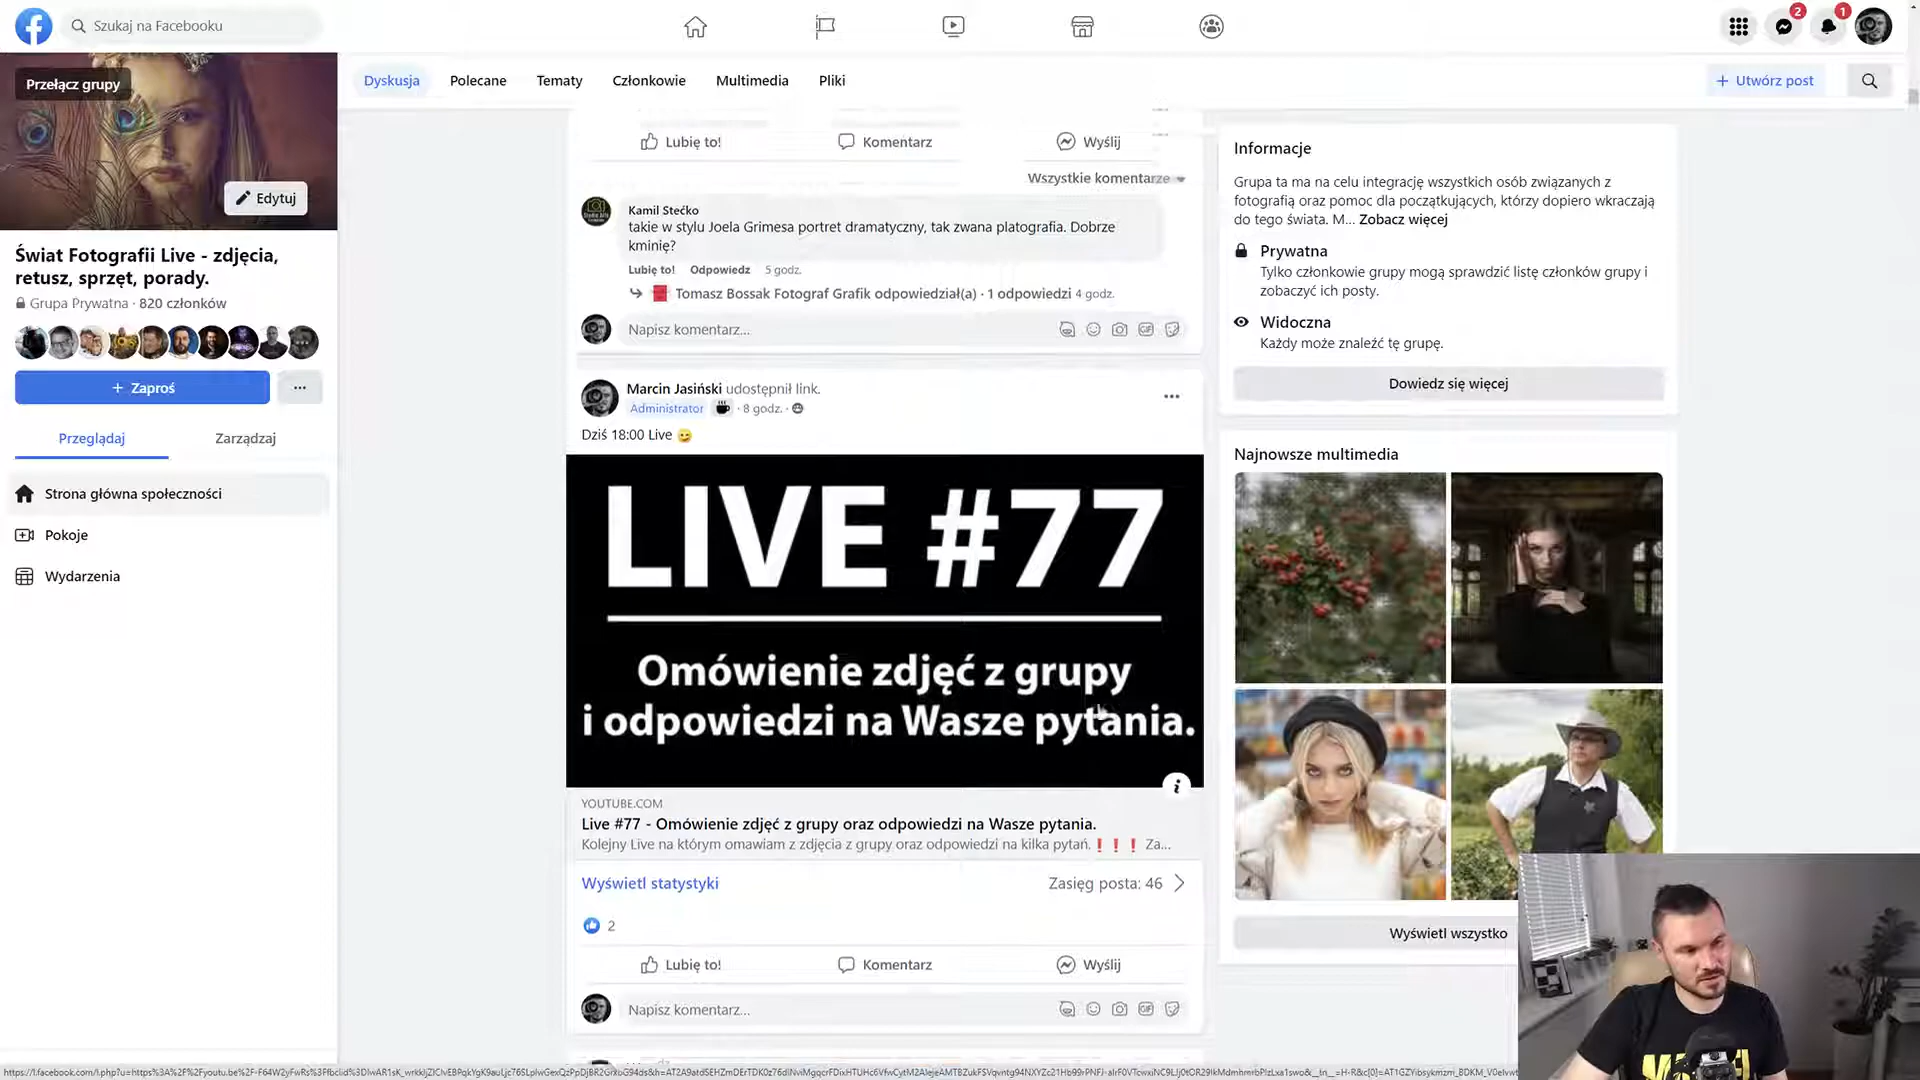 Szukaj na Facebooku
2
1
Przełącz grupy
Edytuj
Świat Fotografii Live - zdjęcia,
retusz, sprzęt, porady.
Grupa Prywatna · 820 członków
+ Zaproś
Przeglądaj
Zarządzaj
Strona główna społeczności
Pokoje
Wydarzenia
Dyskusja
Polecane
Tematy
Członkowie
Multimedia
Pliki
+ Utwórz post
Lubię to!
Komentarz
Wyślij
Wszystkie komentarze
Kamil Stećko
takie w stylu Joela Grimesa portret dramatyczny, tak zwana platografia. Dobrze
kminię?
Lubię to! Odpowiedz 5 godz.
Tomasz Bossak Fotograf Grafik odpowiedział(a) · 1 odpowiedzi 4 godz.
Napisz komentarz...
GIF
Marcin Jasiński udostępnił link.
Administrator · 8 godz. ·
Dziś 18:00 Live
LIVE #77
Omówienie zdjęć z grupy
i odpowiedzi na Wasze pytania.
YOUTUBE.COM
Live #77 - Omówienie zdjęć z grupy oraz odpowiedzi na Wasze pytania.
Kolejny Live na którym omawiam z zdjęcia z grupy oraz odpowiedzi na kilka pytań.❗❗❗ Za...
Wyświetl statystyki
Zasięg posta: 46
2
Lubię to!
Komentarz
Wyślij
Napisz komentarz...
GIF
Informacje
Grupa ta ma na celu integrację wszystkich osób związanych z
fotografią oraz pomoc dla początkujących, którzy dopiero wkraczają
do tego świata. M... Zobacz więcej
Prywatna
Tylko członkowie grupy mogą sprawdzić listę członków grupy i
zobaczyć ich posty.
Widoczna
Każdy może znaleźć tę grupę.
Dowiedz się więcej
Najnowsze multimedia
Wyświetl wszystko